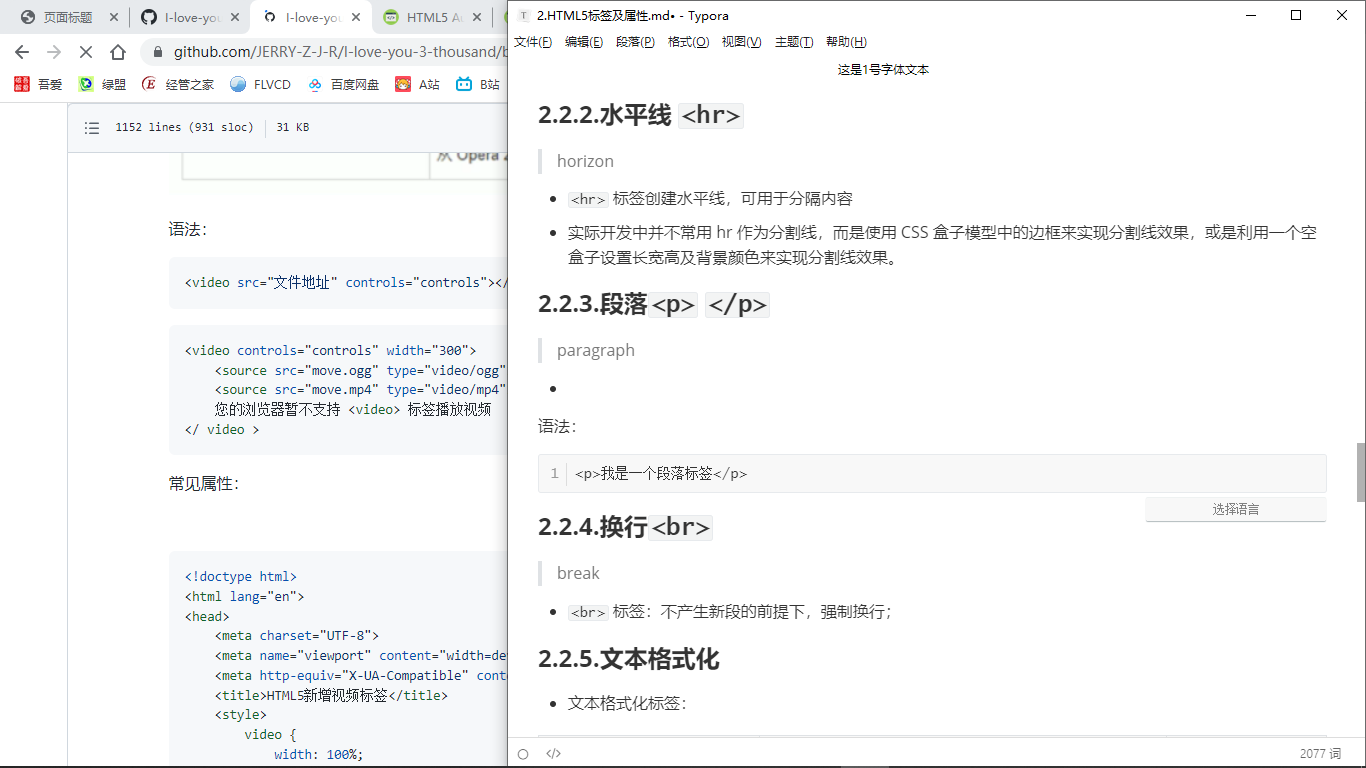 页面标题
I-love-you
I-love-you
HTML5 A
github.com/JERRY-Z-J-R/I-love-you-3-thousand/b
吾爱
绿盟
经管之家
FLVCD
百度网盘
A站
B站
1152 lines (931 sloc)
31 KB
从 Opera
语法：
<video src="文件地址" controls="controls"></
<video controls="controls" width="300">
<source src="move.ogg" type="video/ogg"
<source src="move.mp4" type="video/mp4"
您的浏览器暂不支持 <video> 标签播放视频
</ video >
常见属性：
<!doctype html>
<html lang="en">
<head>
<meta charset="UTF-8">
<meta name="viewport" content="width=de
<meta http-equiv="X-UA-Compatible" cont
<title>HTML5新增视频标签</title>
<style>
video {
width: 100%;
2.HTML5标签及属性.md• - Typora
文件(F) 编辑(E) 段落(P) 格式(O) 视图(V) 主题(T) 帮助(H)
这是1号字体文本
2.2.2.水平线 <hr>
horizon
<hr> 标签创建水平线，可用于分隔内容
实际开发中并不常用 hr 作为分割线，而是使用 CSS 盒子模型中的边框来实现分割线效果，或是利用一个空
盒子设置长宽高及背景颜色来实现分割线效果。
2.2.3.段落<p> </p>
paragraph
语法：
1 <p>我是一个段落标签</p>
选择语言
2.2.4.换行<br>
break
<br> 标签：不产生新段的前提下，强制换行；
2.2.5.文本格式化
文本格式化标签：
2077 词